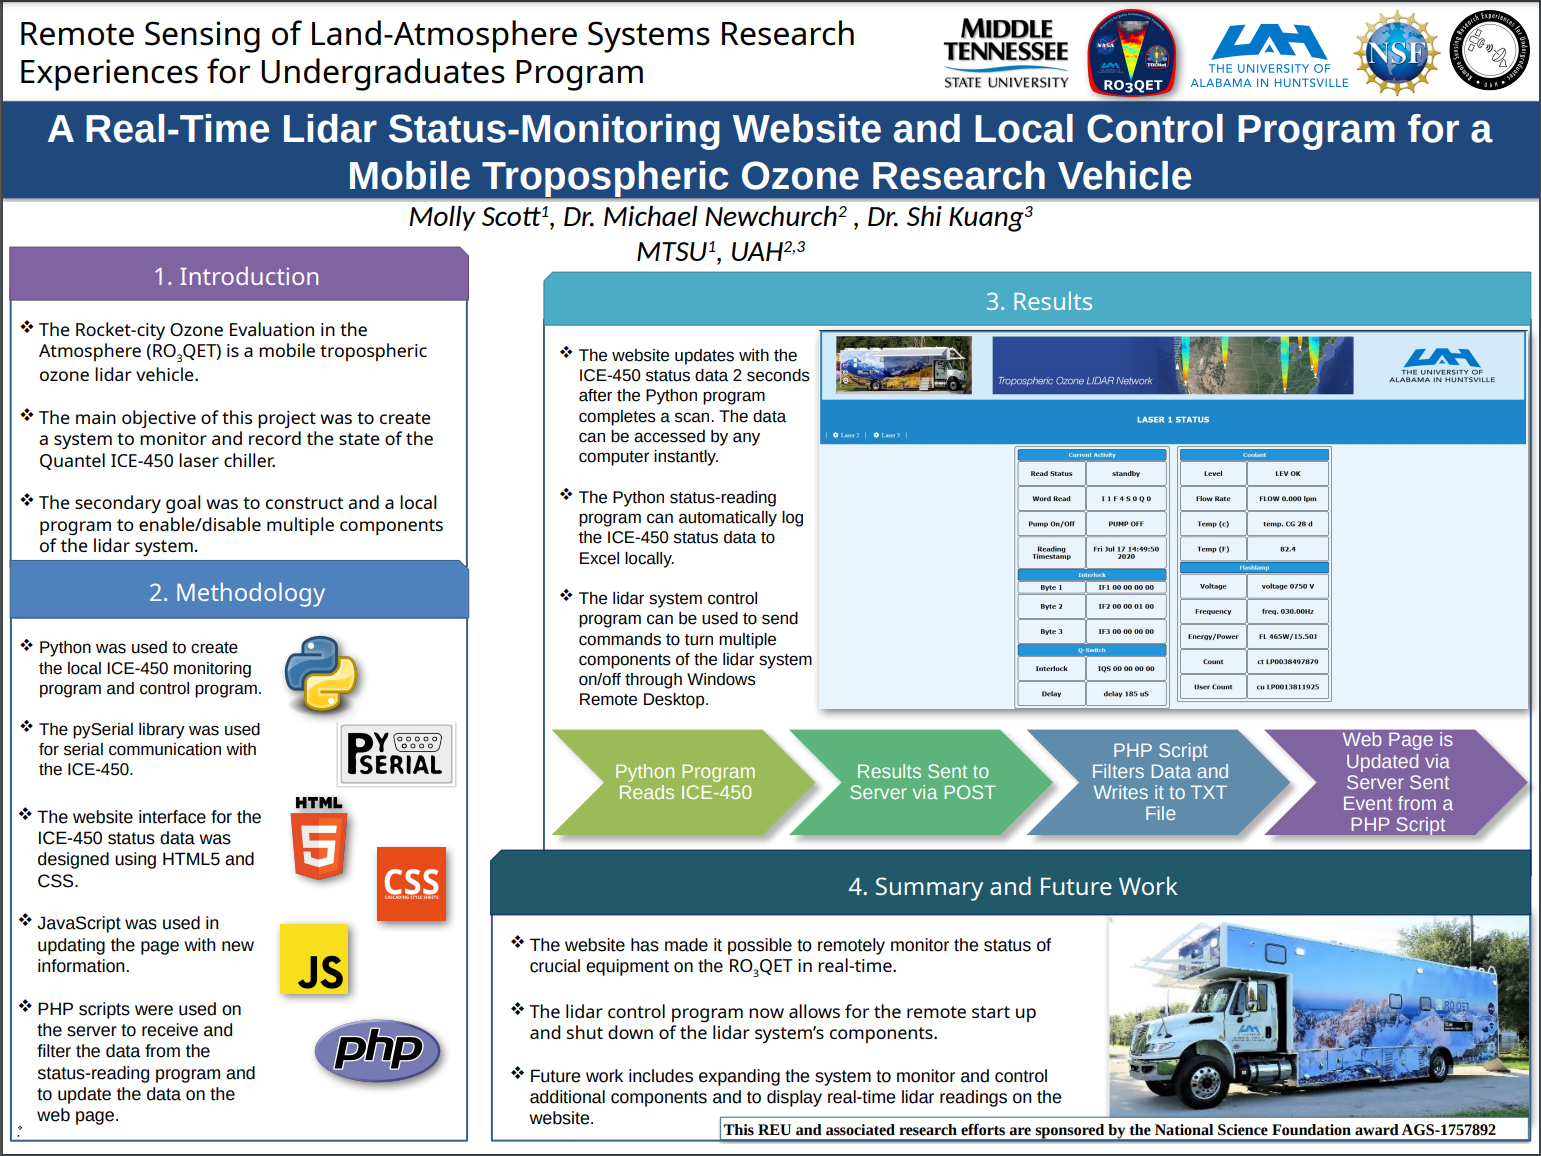 Remote Sensing of Land-Atmosphere Systems Research
Experiences for Undergraduates Program
MIDDLE
TENNESSEE
STATE UNIVERSITY
NASA
TOLNet
RO3QET
UAH
THE UNIVERSITY OF
ALABAMA IN HUNTSVILLE
NSF
Remote Sensing Research Experiences for Undergraduates
UAH
A Real-Time Lidar Status-Monitoring Website and Local Control Program for a
Mobile Tropospheric Ozone Research Vehicle
Molly Scott1, Dr. Michael Newchurch2 , Dr. Shi Kuang3
MTSU1, UAH2,3
1. Introduction
❖ The Rocket-city Ozone Evaluation in the
Atmosphere (RO3QET) is a mobile tropospheric
ozone lidar vehicle.
❖ The main objective of this project was to create
a system to monitor and record the state of the
Quantel ICE-450 laser chiller.
❖ The secondary goal was to construct and a local
program to enable/disable multiple components
of the lidar system.
2. Methodology
❖ Python was used to create
the local ICE-450 monitoring
program and control program.
❖ The pySerial library was used
for serial communication with
the ICE-450.
PY
SERIAL
❖ The website interface for the
ICE-450 status data was
designed using HTML5 and
CSS.
HTML
5
CSS
CASCADING STYLE SHEETS
❖ JavaScript was used in
updating the page with new
information.
JS
❖ PHP scripts were used on
the server to receive and
filter the data from the
status-reading program and
to update the data on the
web page.
php
3. Results
❖ The website updates with the
ICE-450 status data 2 seconds
after the Python program
completes a scan. The data
can be accessed by any
computer instantly.
❖ The Python status-reading
program can automatically log
the ICE-450 status data to
Excel locally.
❖ The lidar system control
program can be used to send
commands to turn multiple
components of the lidar system
on/off through Windows
Remote Desktop.
Tropospheric Ozone LIDAR Network
UAH
THE UNIVERSITY OF
ALABAMA IN HUNTSVILLE
LASER 1 STATUS
Laser 2 | Laser 3 |
Current Activity
Read Status standby
Word Read I 1 F 4 S 0 Q 0
Pump On/Off PUMP OFF
Reading Timestamp Fri Jul 17 14:49:50 2020
Interlock
Byte 1 IF1 00 00 00 00
Byte 2 IF2 00 00 01 00
Byte 3 IF3 00 00 00 00
Q-Switch
Interlock IQS 00 00 00 00
Delay delay 185 uS
Coolant
Level LEV OK
Flow Rate FLOW 0.000 lpm
Temp (c) temp. CG 28 d
Temp (F) 82.4
Flashlamp
Voltage voltage 0750 V
Frequency freq. 030.00Hz
Energy/Power FL 465W/15.50J
Count ct LP0038497879
User Count cu LP0013811925
Python Program
Reads ICE-450
Results Sent to
Server via POST
PHP Script
Filters Data and
Writes it to TXT
File
Web Page is
Updated via
Server Sent
Event from a
PHP Script
4. Summary and Future Work
❖ The website has made it possible to remotely monitor the status of
crucial equipment on the RO3QET in real-time.
❖ The lidar control program now allows for the remote start up
and shut down of the lidar system’s components.
❖ Future work includes expanding the system to monitor and control
additional components and to display real-time lidar readings on the
website.
RO3QET
UAH
This REU and associated research efforts are sponsored by the National Science Foundation award AGS-1757892